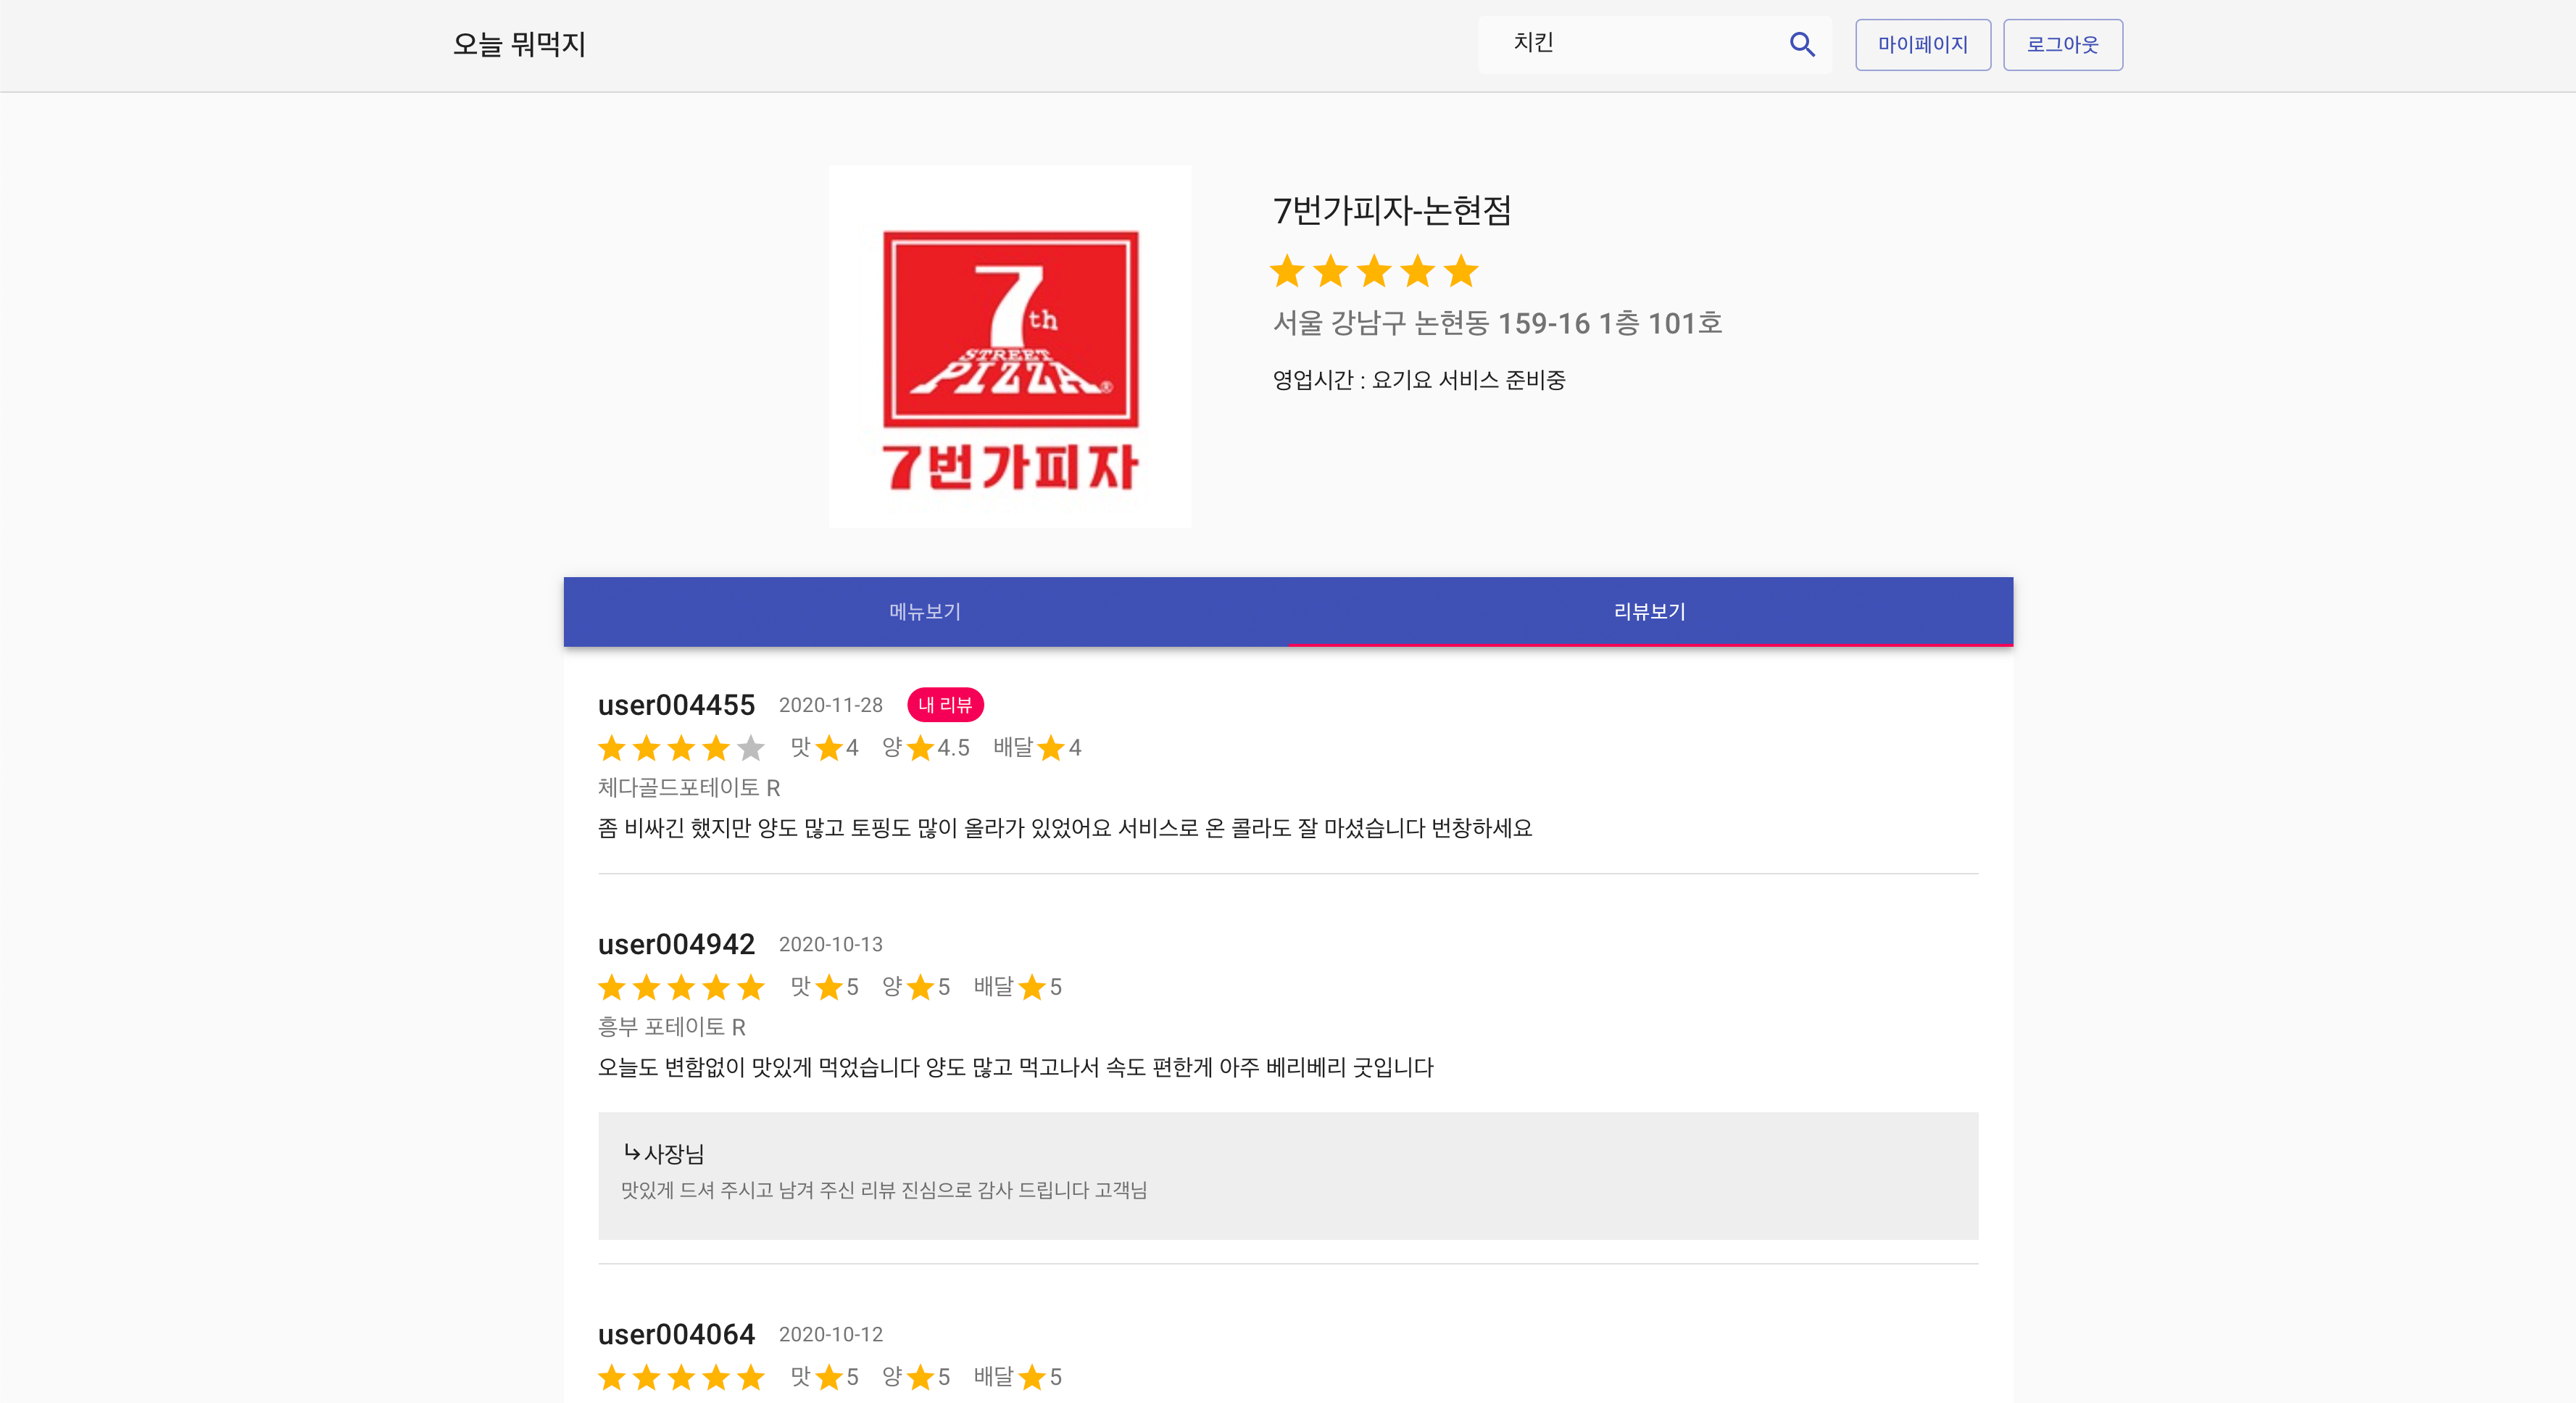 오늘 뭐먹지
치킨
마이페이지
로그아웃
7th
STREET
PIZZA®
7번가피자
7번가피자-논현점
서울 강남구 논현동 159-16 1층 101호
영업시간 : 요기요 서비스 준비중
메뉴보기
리뷰보기
user004455 2020-11-28 내 리뷰
맛 4 양 4.5 배달 4
체다골드포테이토 R
좀 비싸긴 했지만 양도 많고 토핑도 많이 올라가 있었어요 서비스로 온 콜라도 잘 마셨습니다 번창하세요
user004942 2020-10-13
맛 5 양 5 배달 5
흥부 포테이토 R
오늘도 변함없이 맛있게 먹었습니다 양도 많고 먹고나서 속도 편한게 아주 베리베리 굿입니다
↳사장님
맛있게 드셔 주시고 남겨 주신 리뷰 진심으로 감사 드립니다 고객님
user004064 2020-10-12
맛 5 양 5 배달 5